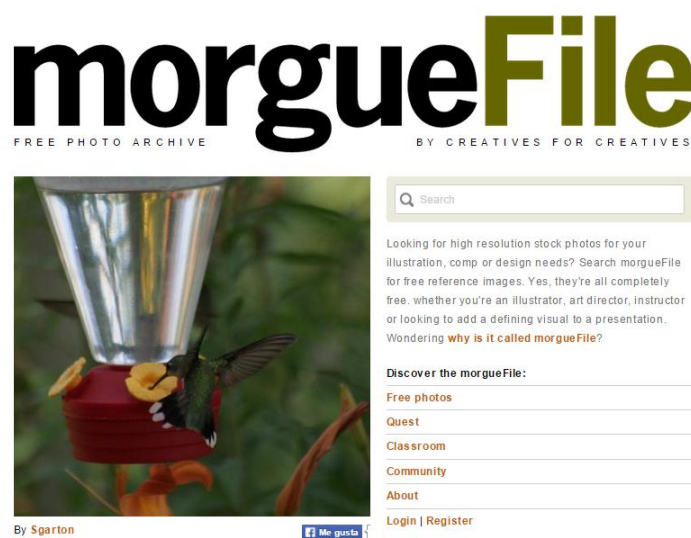 morgueFile
FREE PHOTO ARCHIVE
BY CREATIVES FOR CREATIVES
Search
Looking for high resolution stock photos for your
illustration, comp or design needs? Search morgueFile
for free reference images. Yes, they're all completely
free. whether you're an illustrator, art director, instructor
or looking to add a defining visual to a presentation.
Wondering why is it called morgueFile?
Discover the morgueFile:
Free photos
Quest
Classroom
Community
About
Login | Register
By Sgarton
Me gusta